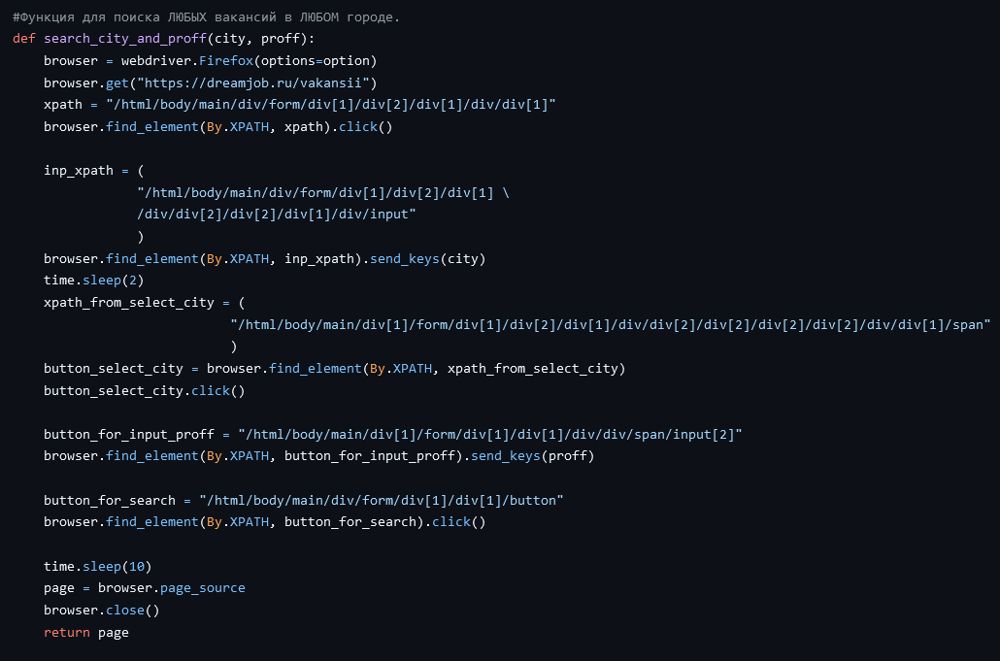 #Функция для поиска ЛЮБЫХ вакансий в ЛЮБОМ городе.
def search_city_and_proff(city, proff):
    browser = webdriver.Firefox(options=option)
    browser.get("https://dreamjob.ru/vakansii")
    xpath = "/html/body/main/div/form/div[1]/div[2]/div[1]/div/div[1]"
    browser.find_element(By.XPATH, xpath).click()

    inp_xpath = (
                "/html/body/main/div/form/div[1]/div[2]/div[1] \
                /div/div[2]/div[2]/div[1]/div/input"
                )
    browser.find_element(By.XPATH, inp_xpath).send_keys(city)
    time.sleep(2)
    xpath_from_select_city = (
                            "/html/body/main/div[1]/form/div[1]/div[2]/div[1]/div/div[2]/div[2]/div[2]/div[2]/div/div[1]/span"
                            )
    button_select_city = browser.find_element(By.XPATH, xpath_from_select_city)
    button_select_city.click()

    button_for_input_proff = "/html/body/main/div[1]/form/div[1]/div[1]/div/div/span/input[2]"
    browser.find_element(By.XPATH, button_for_input_proff).send_keys(proff)

    button_for_search = "/html/body/main/div/form/div[1]/div[1]/button"
    browser.find_element(By.XPATH, button_for_search).click()

    time.sleep(10)
    page = browser.page_source
    browser.close()
    return page